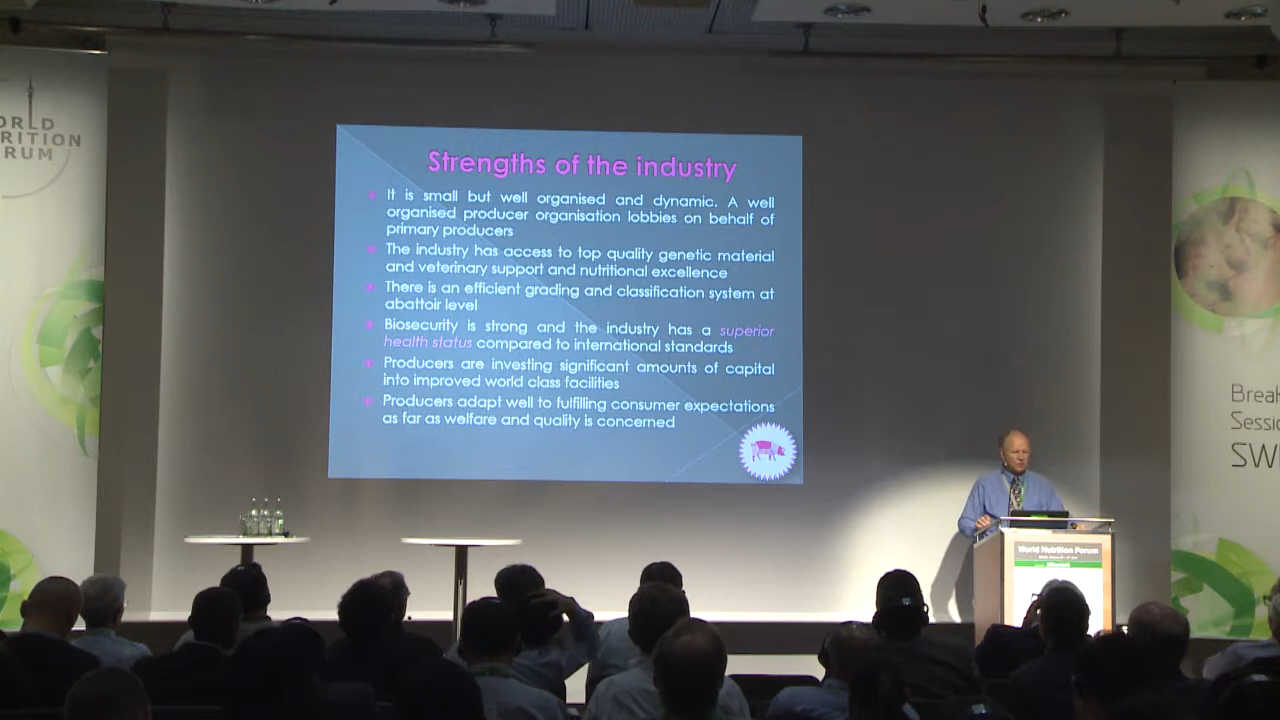 Strengths of the industry
It is small but well organised and dynamic. A well
organised producer organisation lobbies on behalf of
primary producers
The industry has access to top quality genetic material
and veterinary support and nutritional excellence
There is an efficient grading and classification system at
abattoir level
Biosecurity is strong and the industry has a superior
health status compared to international standards
Producers are investing significant amounts of capital
into improved world class facilities
Producers adapt well to fulfilling consumer expectations
as far as welfare and quality is concerned
ORLD
RITION
RUM
Break
Sessio
SWI
World Nutrition Forum